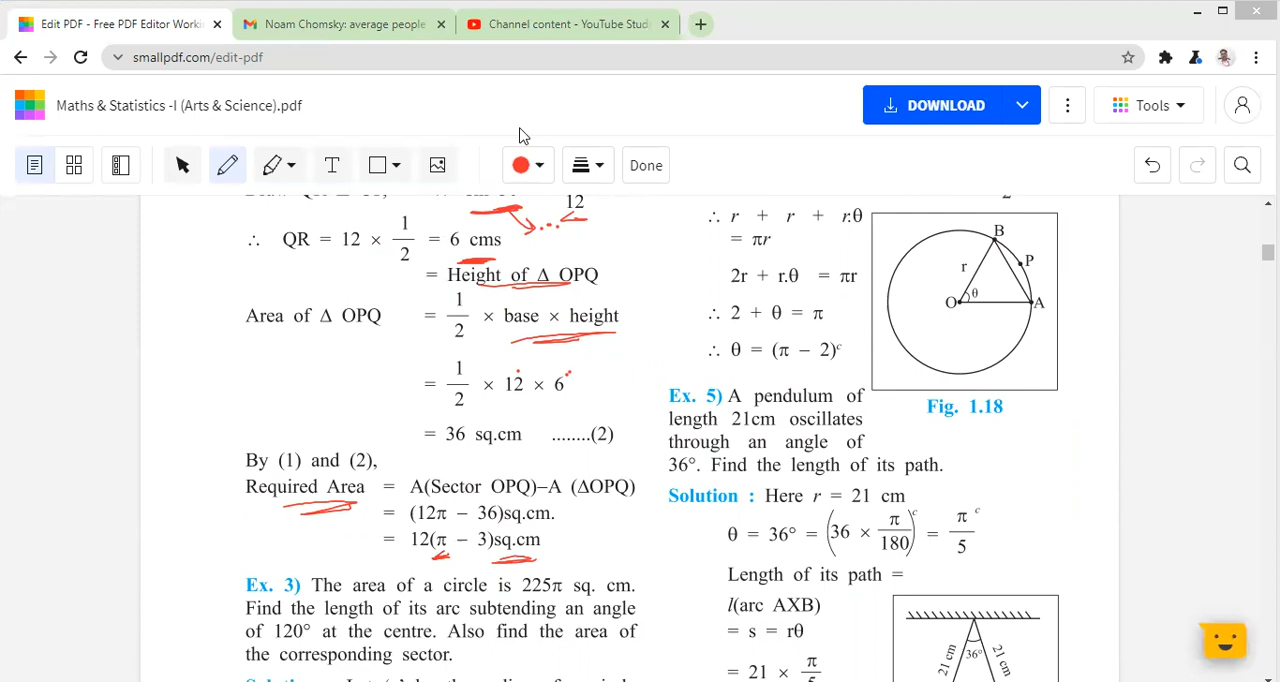 Edit PDF - Free PDF Editor Worki
Noam Chomsky: average people
Channel content - YouTube Stud
smallpdf.com/edit-pdf
Maths & Statistics -I (Arts & Science).pdf
DOWNLOAD
Tools
T
Done
12
∴ QR = 12 × 1/2 = 6 cms
= Height of Δ OPQ
Area of Δ OPQ = 1/2 × base × height
= 1/2 × 12 × 6
= 36 sq.cm ........(2)
By (1) and (2),
Required Area = A(Sector OPQ)–A (ΔOPQ)
= (12π − 36)sq.cm.
= 12(π − 3)sq.cm
Ex. 3) The area of a circle is 225π sq. cm.
Find the length of its arc subtending an angle
of 120° at the centre. Also find the area of
the corresponding sector.
2
∴ r + r + r.θ
= πr
2r + r.θ = πr
∴ 2 + θ = π
∴ θ = (π − 2)ᶜ
B
P
r
θ
O
A
Fig. 1.18
Ex. 5) A pendulum of
length 21cm oscillates
through an angle of
36°. Find the length of its path.
Solution : Here r = 21 cm
θ = 36° = (36 × π/180)ᶜ = π/5 ᶜ
Length of its path =
l(arc AXB)
= s = rθ
= 21 × π/5
36°
21 cm
21 cm